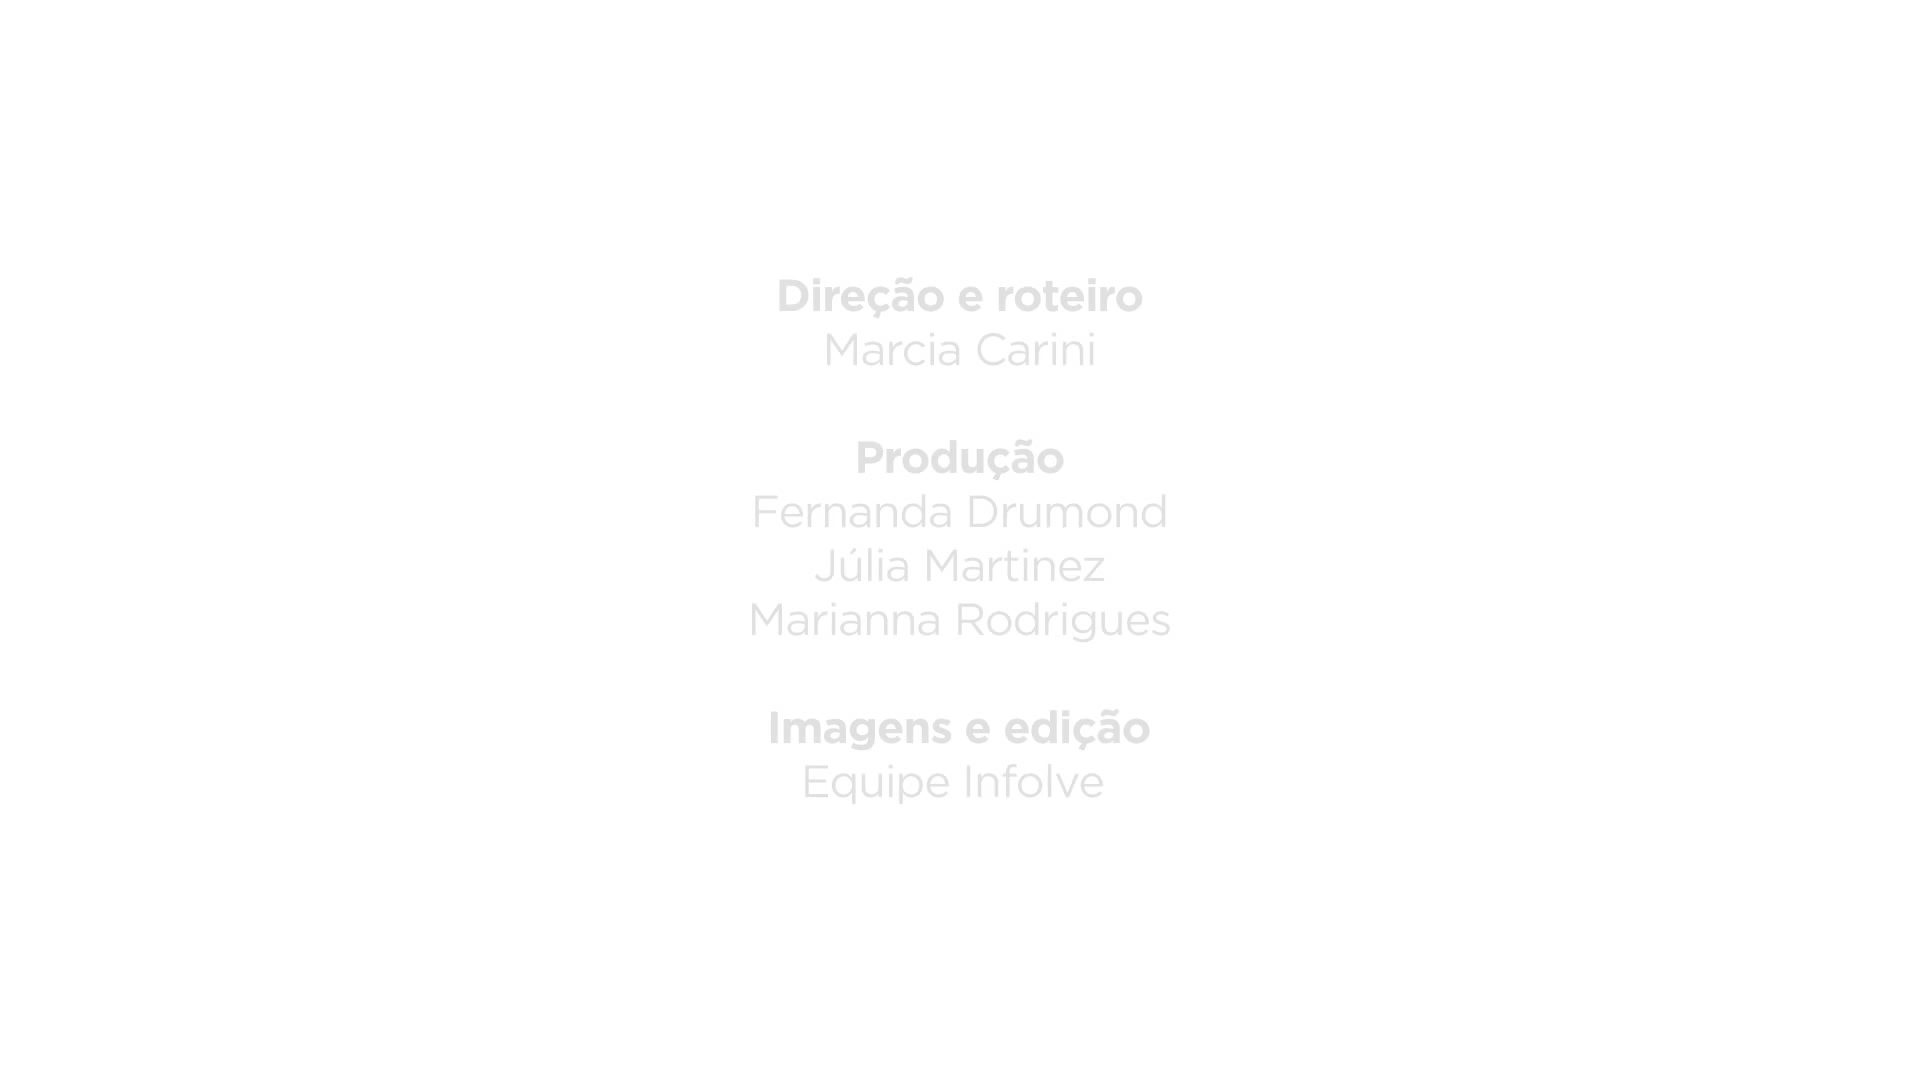 Direção e roteiro
Marcia Carini
Produção
Fernanda Drumond
Júlia Martinez
Marianna Rodrigues
Imagens e edição
Equipe Infolve